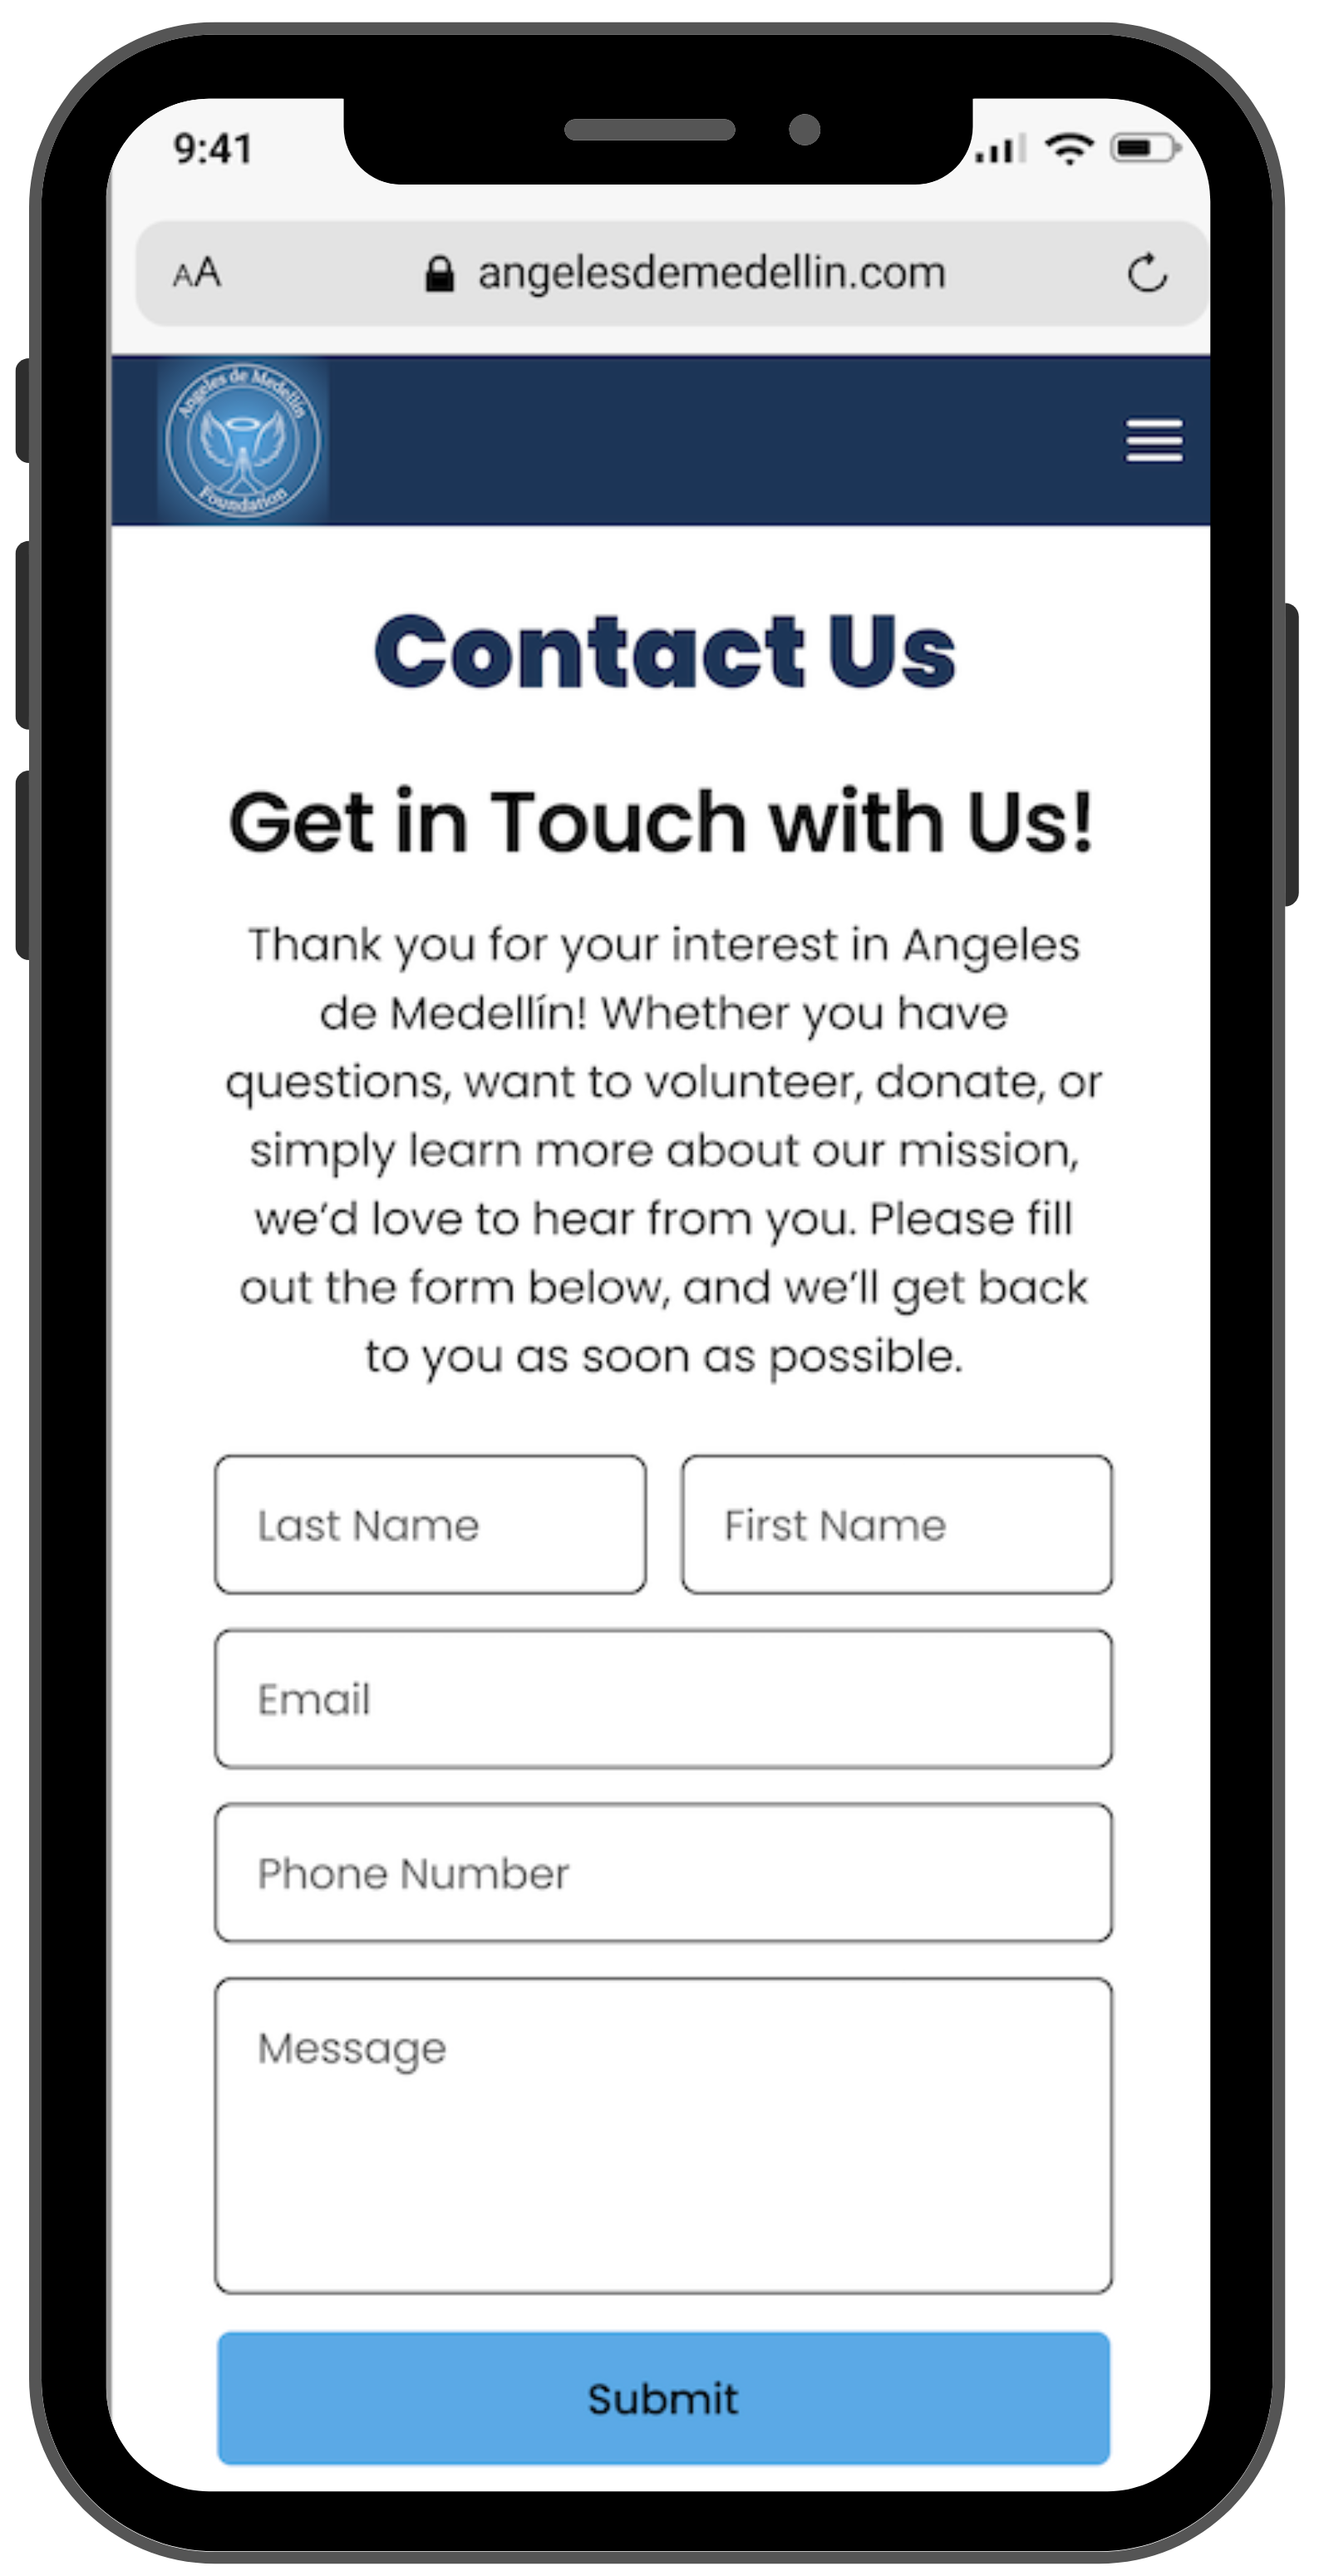 9:41
AA angelesdemedellin.com
Angeles de Medellín
Foundation
Contact Us
Get in Touch with Us!
Thank you for your interest in Angeles
de Medellín! Whether you have
questions, want to volunteer, donate, or
simply learn more about our mission,
we’d love to hear from you. Please fill
out the form below, and we’ll get back
to you as soon as possible.
Last Name First Name
Email
Phone Number
Message
Submit